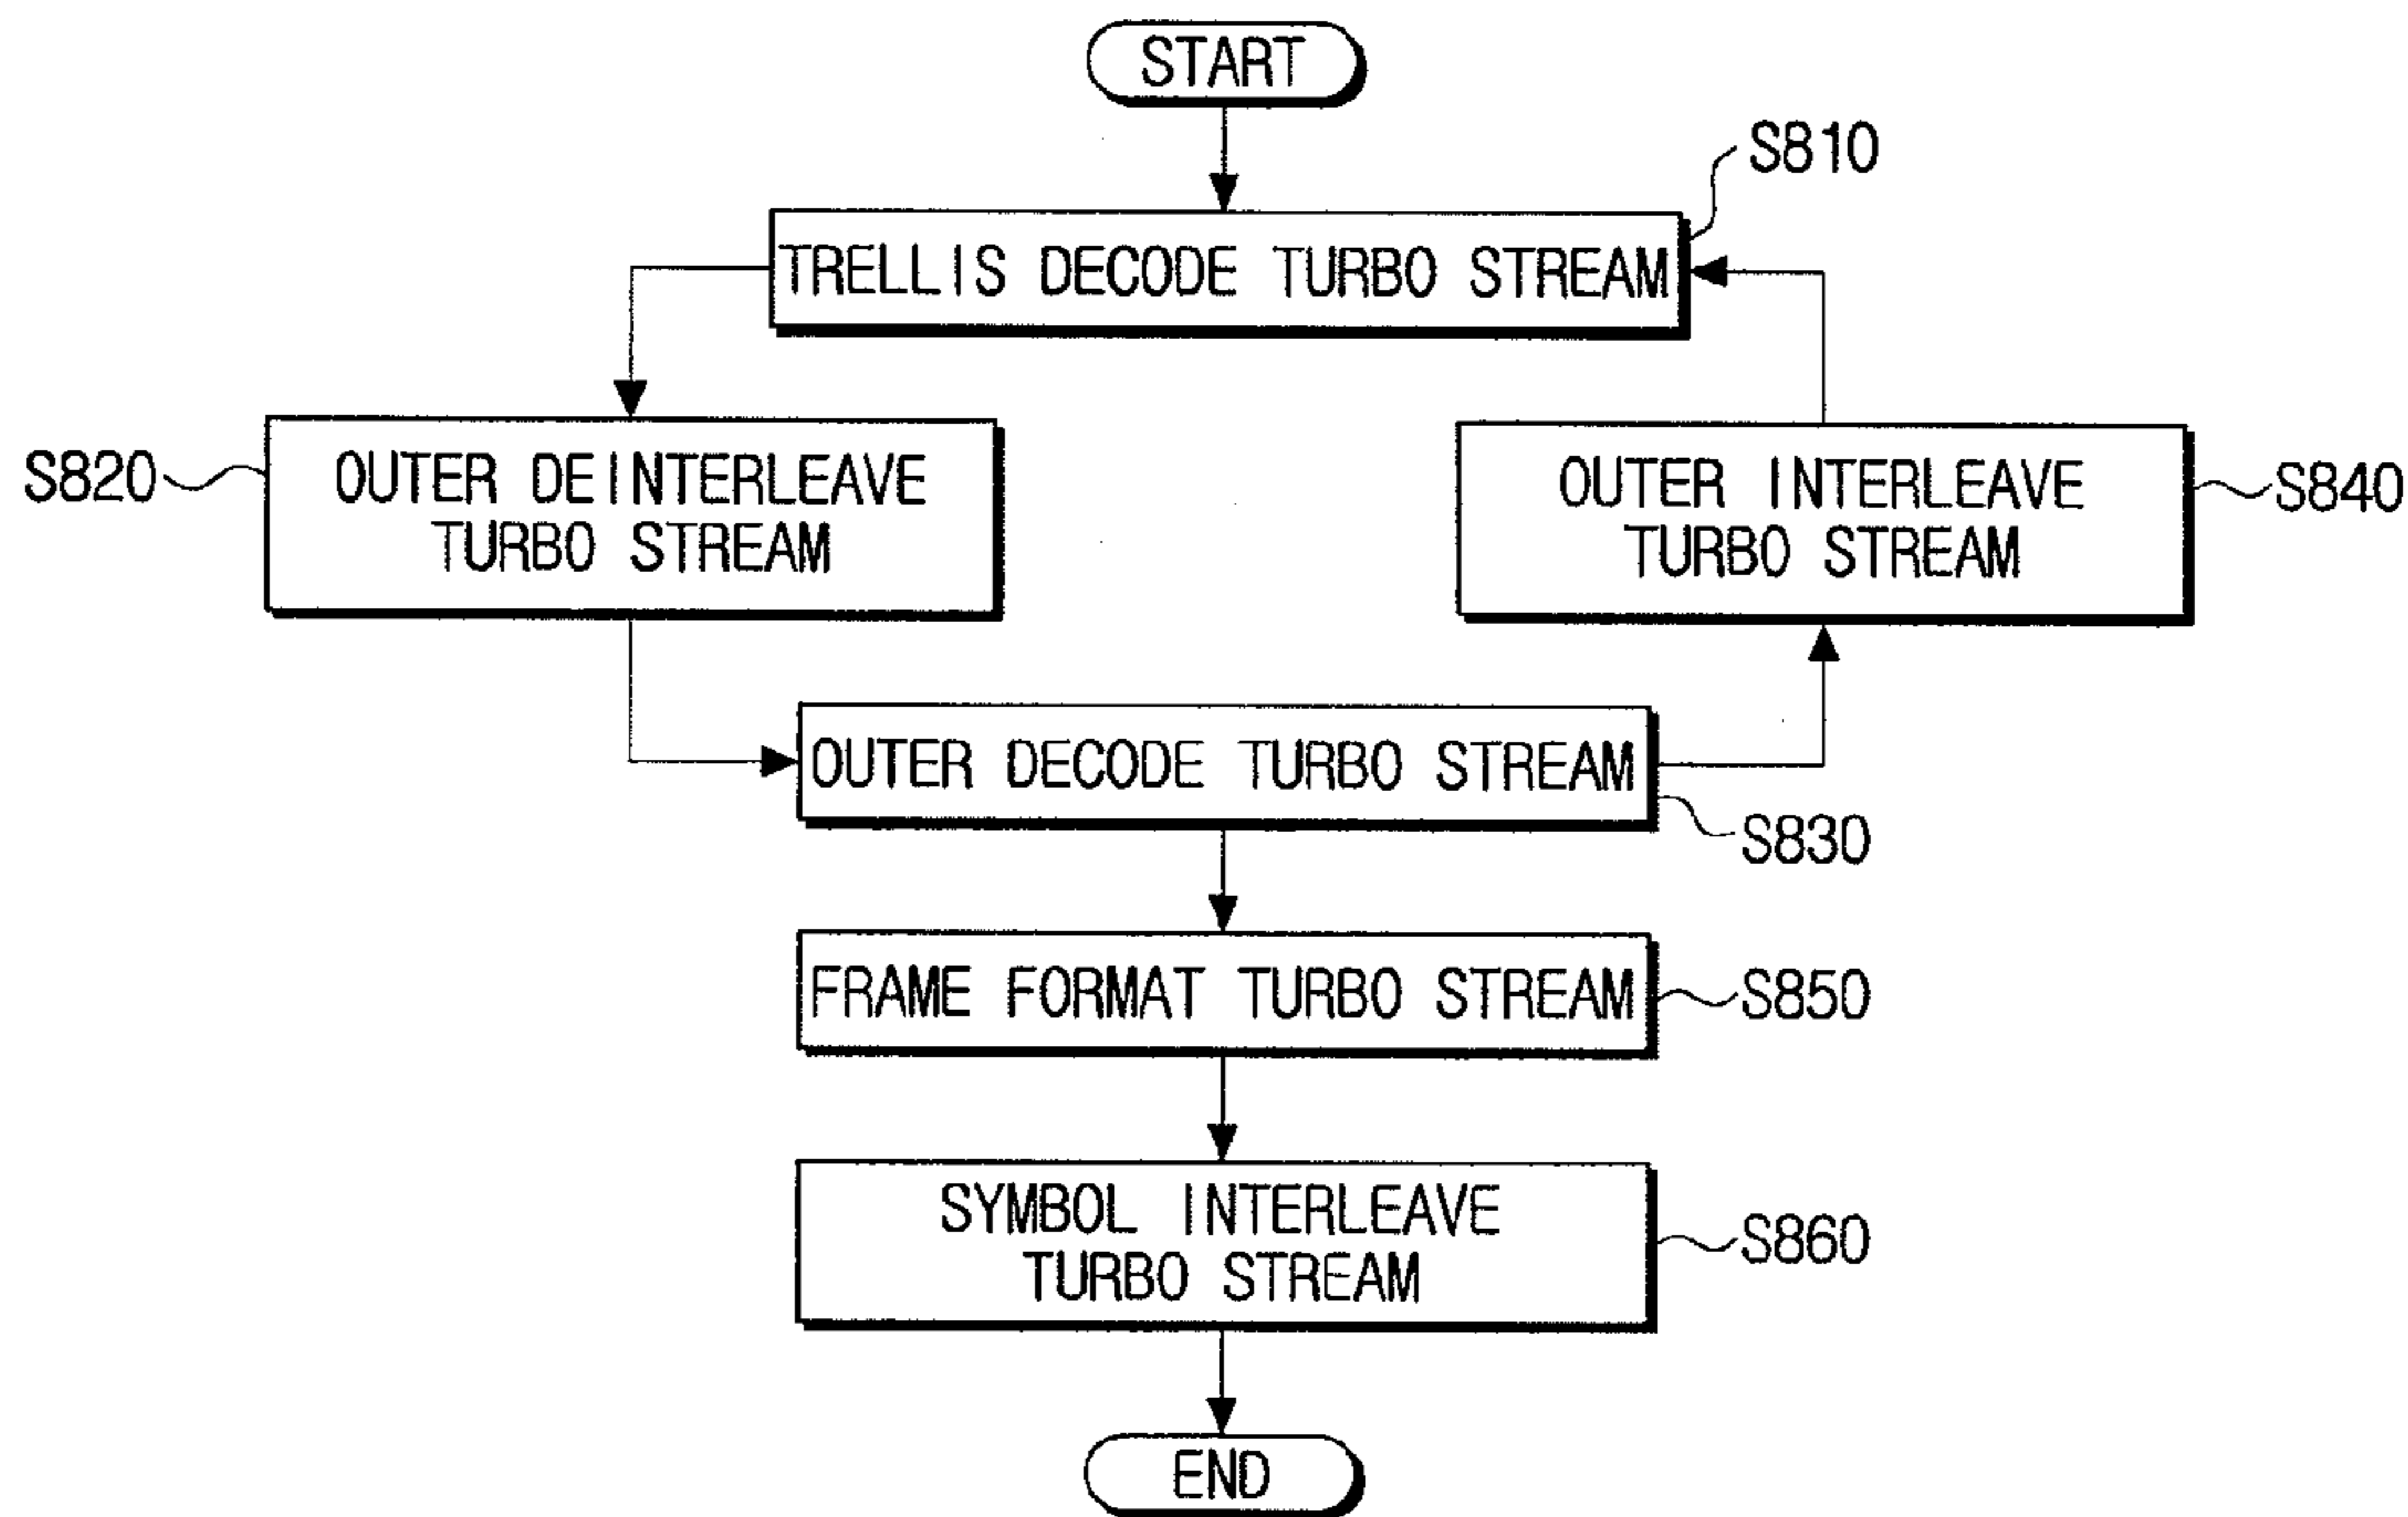 START
S810
TRELLIS DECODE TURBO STREAM
S820
OUTER DEINTERLEAVE
TURBO STREAM
OUTER INTERLEAVE
TURBO STREAM
S840
OUTER DECODE TURBO STREAM
S830
FRAME FORMAT TURBO STREAM
S850
SYMBOL INTERLEAVE
TURBO STREAM
S860
END